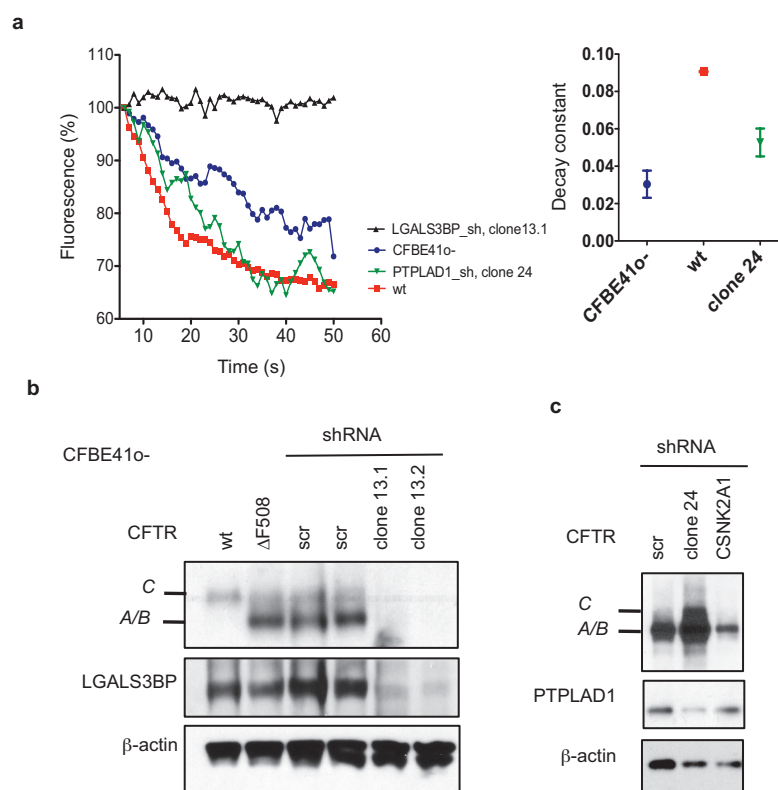 a
110
100
90
80
70
60
Fluorescence (%)
10 20 30 40 50 60
Time (s)
LGALS3BP_sh, clone13.1
CFBE41o-
PTPLAD1_sh, clone 24
wt
0.10
0.08
0.06
0.04
0.02
0.00
Decay constant
CFBE41o-
wt
clone 24
b
CFBE41o-
shRNA
CFTR
wt
ΔF508
scr
scr
clone 13.1
clone 13.2
C
A/B
LGALS3BP
β-actin
c
shRNA
CFTR
scr
clone 24
CSNK2A1
C
A/B
PTPLAD1
β-actin